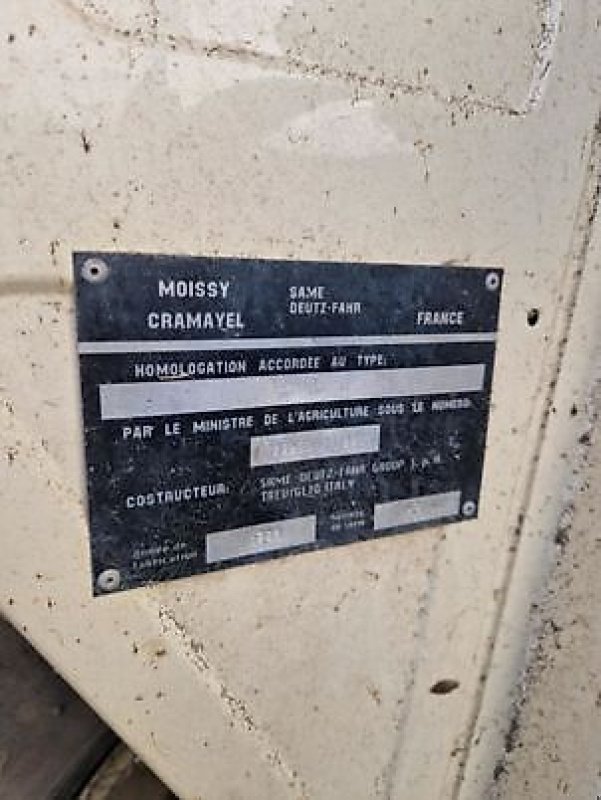 MOISSY
CRAMAYEL
SAME
DEUTZ-FAHR
FRANCE
HOMOLOGATION ACCORDEE AU TYPE:
PAR LE MINISTRE DE L'AGRICULTURE SOUS LE NUMERO:
COSTRUCTEUR:
SAME DEUTZ-FAHR GROUP S.p.A.
TREVIGLIO ITALY